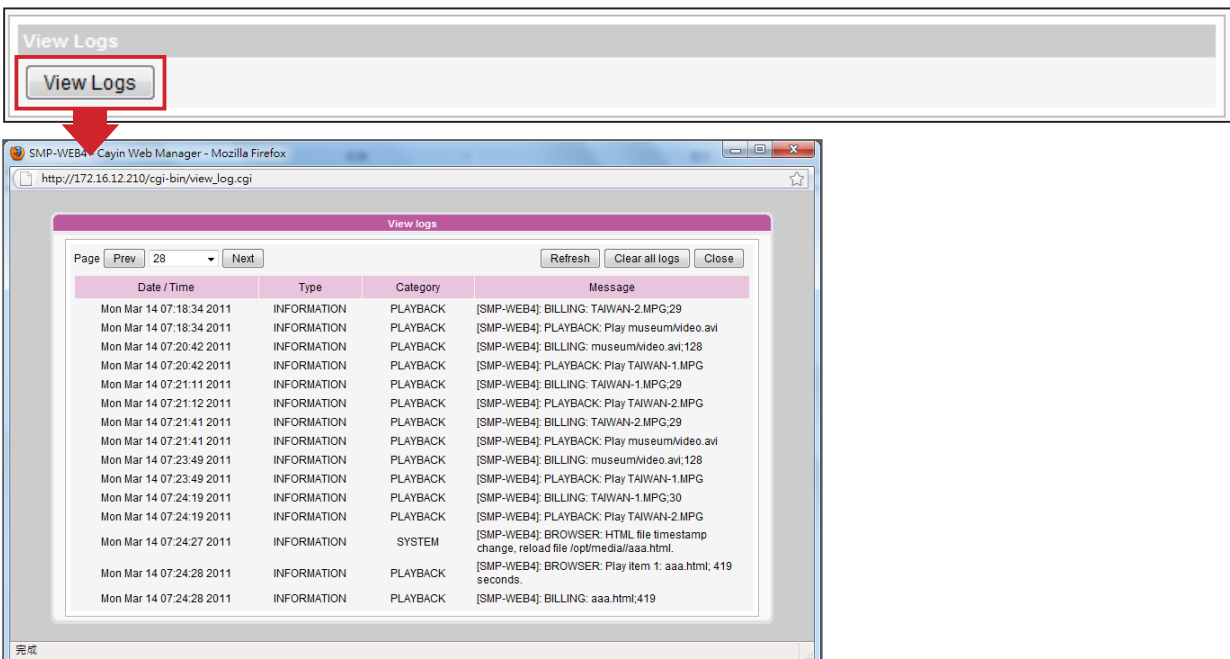 View Logs
View Logs
SMP-WEB4 - Cayin Web Manager - Mozilla Firefox
http://172.16.12.210/cgi-bin/view_log.cgi
View logs
Page Prev 28 Next Refresh Clear all logs Close
Date / Time Type Category Message
Mon Mar 14 07:18:34 2011 INFORMATION PLAYBACK [SMP-WEB4]: BILLING: TAIWAN-2.MPG;29
Mon Mar 14 07:18:34 2011 INFORMATION PLAYBACK [SMP-WEB4]: PLAYBACK: Play museum/video.avi
Mon Mar 14 07:20:42 2011 INFORMATION PLAYBACK [SMP-WEB4]: BILLING: museum/video.avi;128
Mon Mar 14 07:20:42 2011 INFORMATION PLAYBACK [SMP-WEB4]: PLAYBACK: Play TAIWAN-1.MPG
Mon Mar 14 07:21:11 2011 INFORMATION PLAYBACK [SMP-WEB4]: BILLING: TAIWAN-1.MPG;29
Mon Mar 14 07:21:12 2011 INFORMATION PLAYBACK [SMP-WEB4]: PLAYBACK: Play TAIWAN-2.MPG
Mon Mar 14 07:21:41 2011 INFORMATION PLAYBACK [SMP-WEB4]: BILLING: TAIWAN-2.MPG;29
Mon Mar 14 07:21:41 2011 INFORMATION PLAYBACK [SMP-WEB4]: PLAYBACK: Play museum/video.avi
Mon Mar 14 07:23:49 2011 INFORMATION PLAYBACK [SMP-WEB4]: BILLING: museum/video.avi;128
Mon Mar 14 07:23:49 2011 INFORMATION PLAYBACK [SMP-WEB4]: PLAYBACK: Play TAIWAN-1.MPG
Mon Mar 14 07:24:19 2011 INFORMATION PLAYBACK [SMP-WEB4]: BILLING: TAIWAN-1.MPG;30
Mon Mar 14 07:24:19 2011 INFORMATION PLAYBACK [SMP-WEB4]: PLAYBACK: Play TAIWAN-2.MPG
Mon Mar 14 07:24:27 2011 INFORMATION SYSTEM [SMP-WEB4]: BROWSER: HTML file timestamp
change, reload file /opt/media//aaa.html.
Mon Mar 14 07:24:28 2011 INFORMATION PLAYBACK [SMP-WEB4]: BROWSER: Play item 1: aaa.html; 419
seconds.
Mon Mar 14 07:24:28 2011 INFORMATION PLAYBACK [SMP-WEB4]: BILLING: aaa.html;419
完成